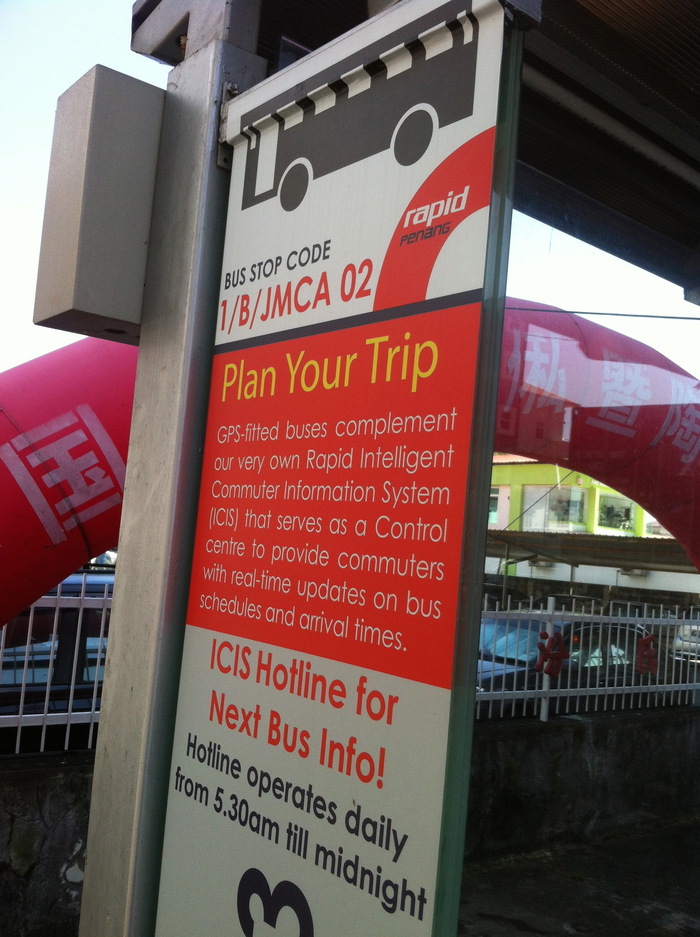 rapid
PENANG
BUS STOP CODE
1/B/JMCA 02
Plan Your Trip
GPS-fitted buses complement
our very own Rapid Intelligent
Commuter Information System
(ICIS) that serves as a Control
centre to provide commuters
with real-time updates on bus
schedules and arrival times.
ICIS Hotline for
Next Bus Info!
Hotline operates daily
from 5.30am till midnight